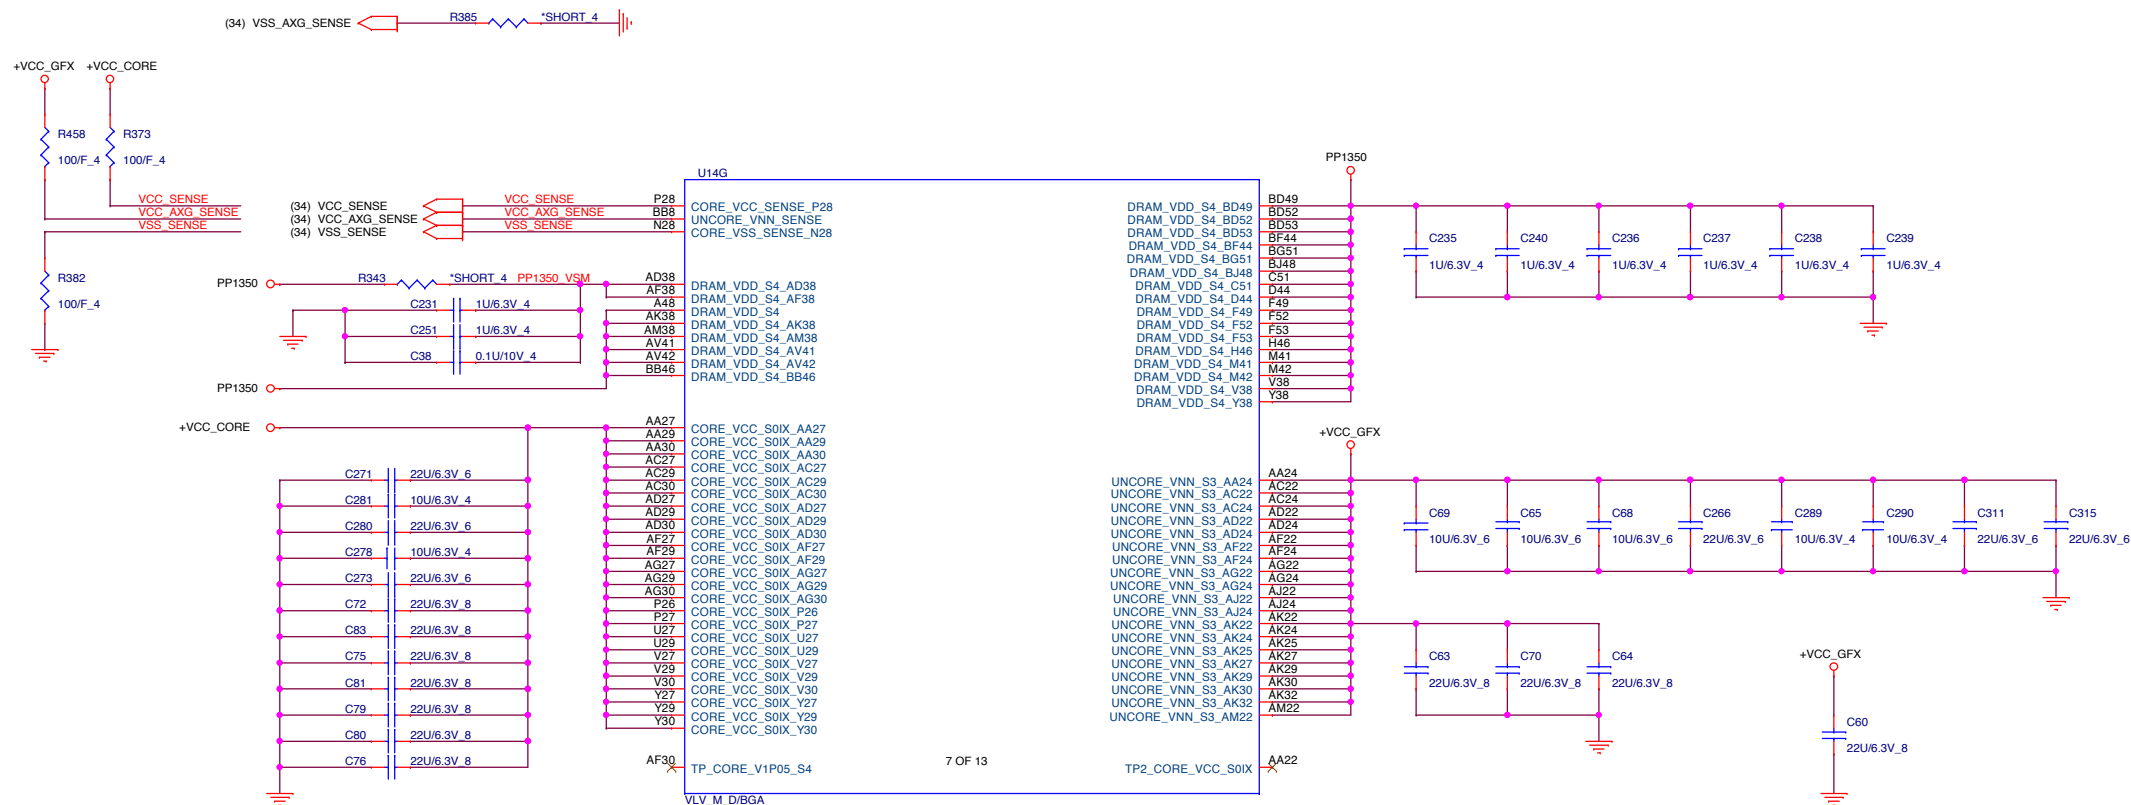 (34) VSS_AXG_SENSE R385 *SHORT_4
+VCC_GFX +VCC_CORE
R458 R373
100/F_4 100/F_4
VCC_SENSE
VCC_AXG_SENSE
VSS_SENSE
R382
100/F_4
(34) VCC_SENSE VCC_SENSE
(34) VCC_AXG_SENSE VCC_AXG_SENSE
(34) VSS_SENSE VSS_SENSE
PP1350 R343 *SHORT_4 PP1350_VSM
C231 1U/6.3V_4
C251 1U/6.3V_4
C38 0.1U/10V_4
PP1350
+VCC_CORE
C271 22U/6.3V_6
C281 10U/6.3V_4
C280 22U/6.3V_6
C278 10U/6.3V_4
C273 22U/6.3V_6
C72 22U/6.3V_8
C83 22U/6.3V_8
C75 22U/6.3V_8
C81 22U/6.3V_8
C79 22U/6.3V_8
C80 22U/6.3V_8
C76 22U/6.3V_8
U14G
P28 CORE_VCC_SENSE_P28
BB8 UNCORE_VNN_SENSE
N28 CORE_VSS_SENSE_N28
AD38 DRAM_VDD_S4_AD38
AF38 DRAM_VDD_S4_AF38
A48 DRAM_VDD_S4
AK38 DRAM_VDD_S4_AK38
AM38 DRAM_VDD_S4_AM38
AV41 DRAM_VDD_S4_AV41
AV42 DRAM_VDD_S4_AV42
BB46 DRAM_VDD_S4_BB46
AA27 CORE_VCC_S0IX_AA27
AA29 CORE_VCC_S0IX_AA29
AA30 CORE_VCC_S0IX_AA30
AC27 CORE_VCC_S0IX_AC27
AC29 CORE_VCC_S0IX_AC29
AC30 CORE_VCC_S0IX_AC30
AD27 CORE_VCC_S0IX_AD27
AD29 CORE_VCC_S0IX_AD29
AD30 CORE_VCC_S0IX_AD30
AF27 CORE_VCC_S0IX_AF27
AF29 CORE_VCC_S0IX_AF29
AG27 CORE_VCC_S0IX_AG27
AG29 CORE_VCC_S0IX_AG29
AG30 CORE_VCC_S0IX_AG30
P26 CORE_VCC_S0IX_P26
P27 CORE_VCC_S0IX_P27
U27 CORE_VCC_S0IX_U27
U29 CORE_VCC_S0IX_U29
V27 CORE_VCC_S0IX_V27
V29 CORE_VCC_S0IX_V29
V30 CORE_VCC_S0IX_V30
Y27 CORE_VCC_S0IX_Y27
Y29 CORE_VCC_S0IX_Y29
Y30 CORE_VCC_S0IX_Y30
AF30 TP_CORE_V1P05_S4
7 OF 13
VLV_M_D/BGA
PP1350
DRAM_VDD_S4_BD49 BD49
DRAM_VDD_S4_BD52 BD52
DRAM_VDD_S4_BD53 BD53
DRAM_VDD_S4_BF44 BF44
DRAM_VDD_S4_BG51 BG51
DRAM_VDD_S4_BJ48 BJ48
DRAM_VDD_S4_C51 C51
DRAM_VDD_S4_D44 D44
DRAM_VDD_S4_F49 F49
DRAM_VDD_S4_F52 F52
DRAM_VDD_S4_F53 F53
DRAM_VDD_S4_H46 H46
DRAM_VDD_S4_M41 M41
DRAM_VDD_S4_M42 M42
DRAM_VDD_S4_V38 V38
DRAM_VDD_S4_Y38 Y38
C235 C240 C236 C237 C238 C239
1U/6.3V_4 1U/6.3V_4 1U/6.3V_4 1U/6.3V_4 1U/6.3V_4 1U/6.3V_4
+VCC_GFX
UNCORE_VNN_S3_AA24 AA24
UNCORE_VNN_S3_AC22 AC22
UNCORE_VNN_S3_AC24 AC24
UNCORE_VNN_S3_AD22 AD22
UNCORE_VNN_S3_AD24 AD24
UNCORE_VNN_S3_AF22 AF22
UNCORE_VNN_S3_AF24 AF24
UNCORE_VNN_S3_AG22 AG22
UNCORE_VNN_S3_AG24 AG24
UNCORE_VNN_S3_AJ22 AJ22
UNCORE_VNN_S3_AJ24 AJ24
UNCORE_VNN_S3_AK22 AK22
UNCORE_VNN_S3_AK24 AK24
UNCORE_VNN_S3_AK25 AK25
UNCORE_VNN_S3_AK27 AK27
UNCORE_VNN_S3_AK29 AK29
UNCORE_VNN_S3_AK30 AK30
UNCORE_VNN_S3_AK32 AK32
UNCORE_VNN_S3_AM22 AM22
TP2_CORE_VCC_S0IX AA22
C69 C65 C68 C266 C289 C290 C311 C315
10U/6.3V_6 10U/6.3V_6 10U/6.3V_6 22U/6.3V_6 10U/6.3V_4 10U/6.3V_4 22U/6.3V_6 22U/6.3V_6
C63 C70 C64
22U/6.3V_8 22U/6.3V_8 22U/6.3V_8
+VCC_GFX
C60
22U/6.3V_8